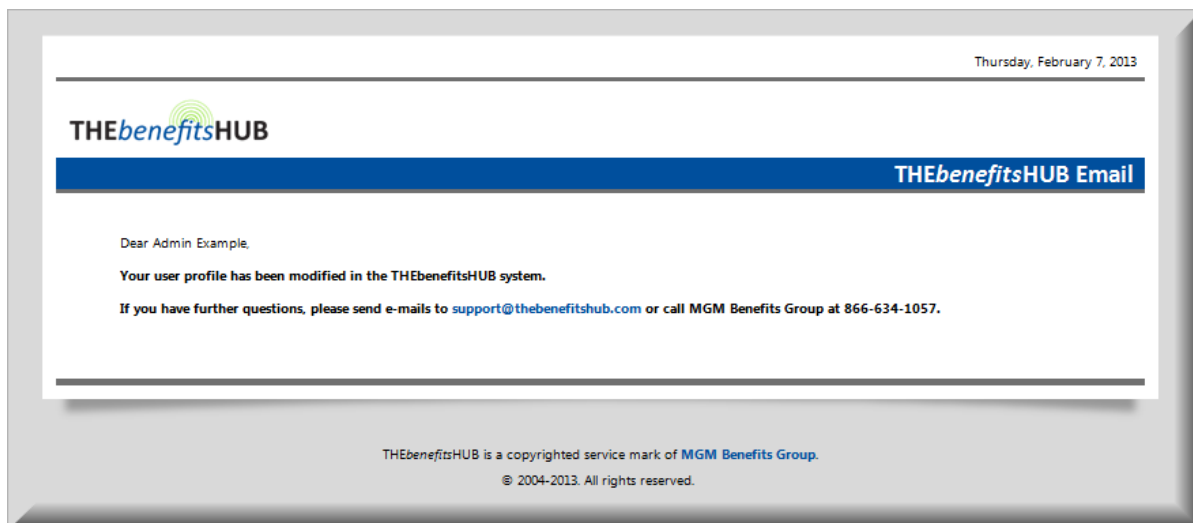 Thursday, February 7, 2013
THEbenefitsHUB
THEbenefitsHUB Email
Dear Admin Example,
Your user profile has been modified in the THEbenefitsHUB system.
If you have further questions, please send e-mails to support@thebenefitshub.com or call MGM Benefits Group at 866-634-1057.
THEbenefitsHUB is a copyrighted service mark of MGM Benefits Group.
© 2004-2013. All rights reserved.